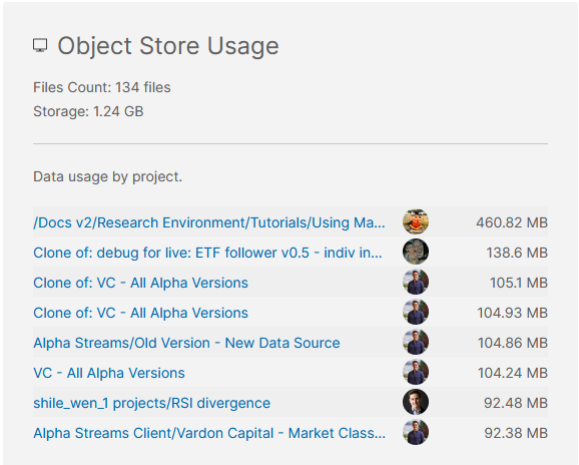 Object Store Usage
Files Count: 134 files
Storage: 1.24 GB
Data usage by project.
/Docs v2/Research Environment/Tutorials/Using Ma... 460.82 MB
Clone of: debug for live: ETF follower v0.5 - indiv in... 138.6 MB
Clone of: VC - All Alpha Versions 105.1 MB
Clone of: VC - All Alpha Versions 104.93 MB
Alpha Streams/Old Version - New Data Source 104.86 MB
VC - All Alpha Versions 104.24 MB
shile_wen_1 projects/RSI divergence 92.48 MB
Alpha Streams Client/Vardon Capital - Market Class... 92.38 MB